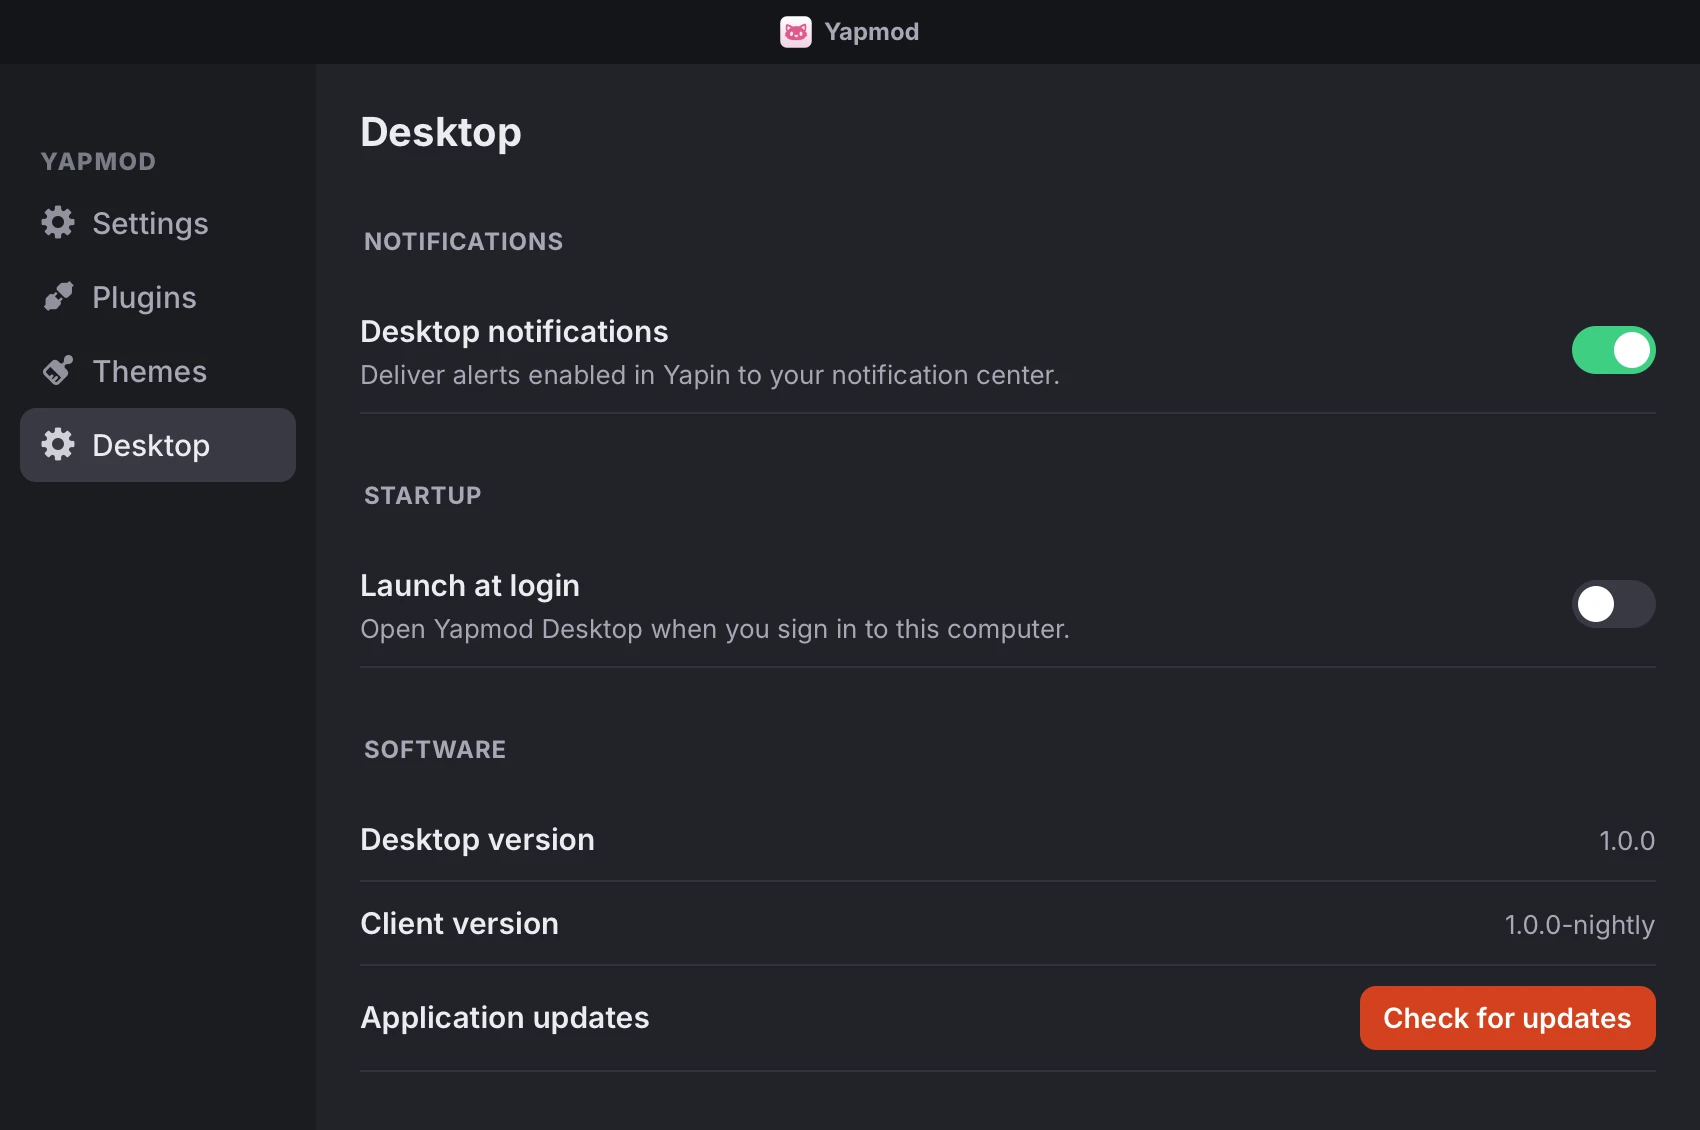 Yapmod
YAPMOD
Settings
Plugins
Themes
Desktop
Desktop
NOTIFICATIONS
Desktop notifications
Deliver alerts enabled in Yapin to your notification center.
STARTUP
Launch at login
Open Yapmod Desktop when you sign in to this computer.
SOFTWARE
Desktop version
1.0.0
Client version
1.0.0-nightly
Application updates
Check for updates